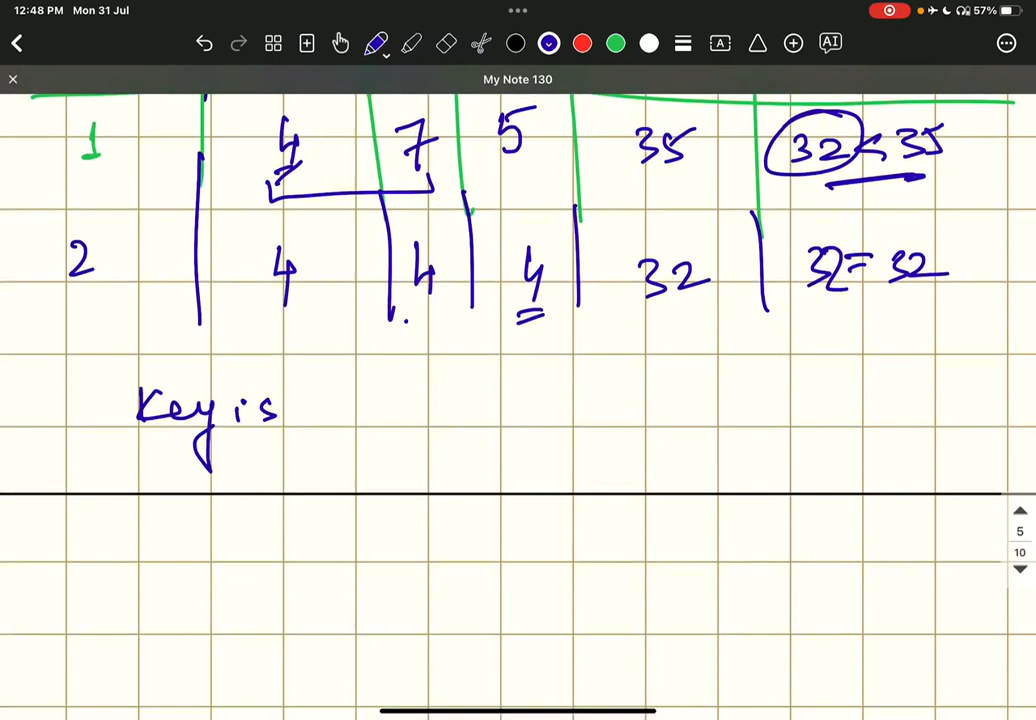 12:48 PM Mon 31 Jul 57%
A AI
My Note 130
1 4 7 5 35 32 < 35
2 4 4 4 32 32 = 32
Key is
5
10